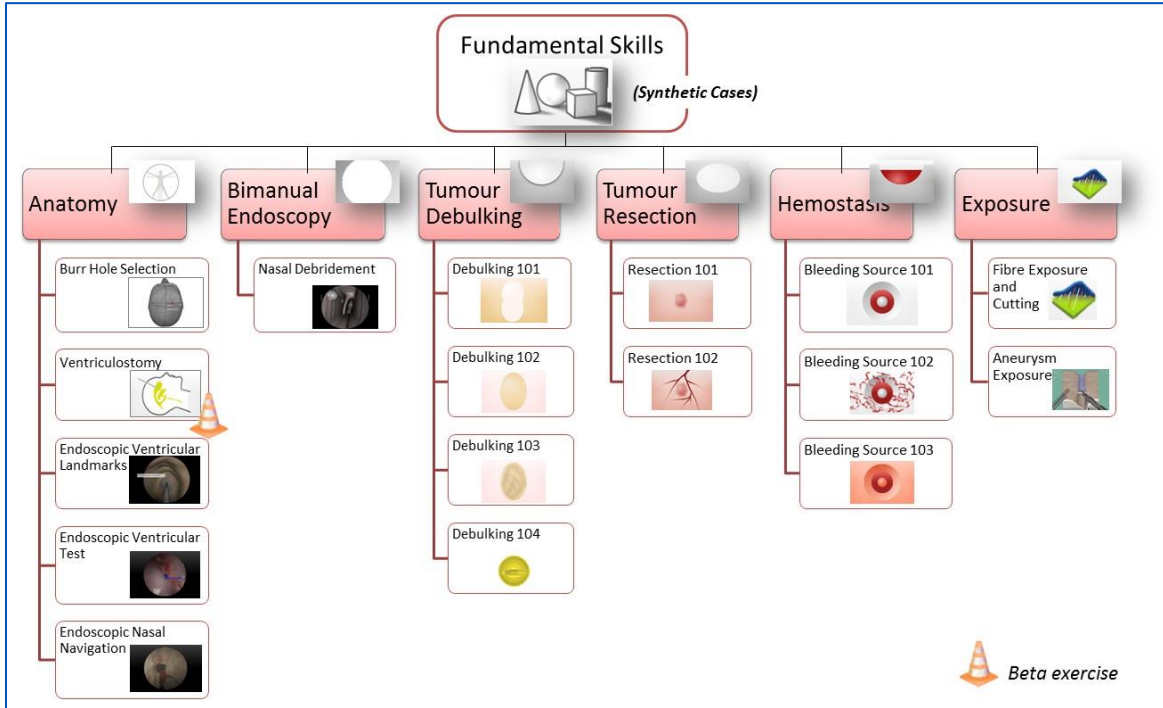 Fundamental Skills
(Synthetic Cases)
Anatomy
Bimanual
Endoscopy
Tumour
Debulking
Tumour
Resection
Hemostasis
Exposure
Burr Hole Selection
Ventriculostomy
Endoscopic Ventricular
Landmarks
Endoscopic Ventricular
Test
Endoscopic Nasal
Navigation
Nasal Debridement
Debulking 101
Debulking 102
Debulking 103
Debulking 104
Resection 101
Resection 102
Bleeding Source 101
Bleeding Source 102
Bleeding Source 103
Fibre Exposure
and
Cutting
Aneurysm
Exposure
Beta exercise